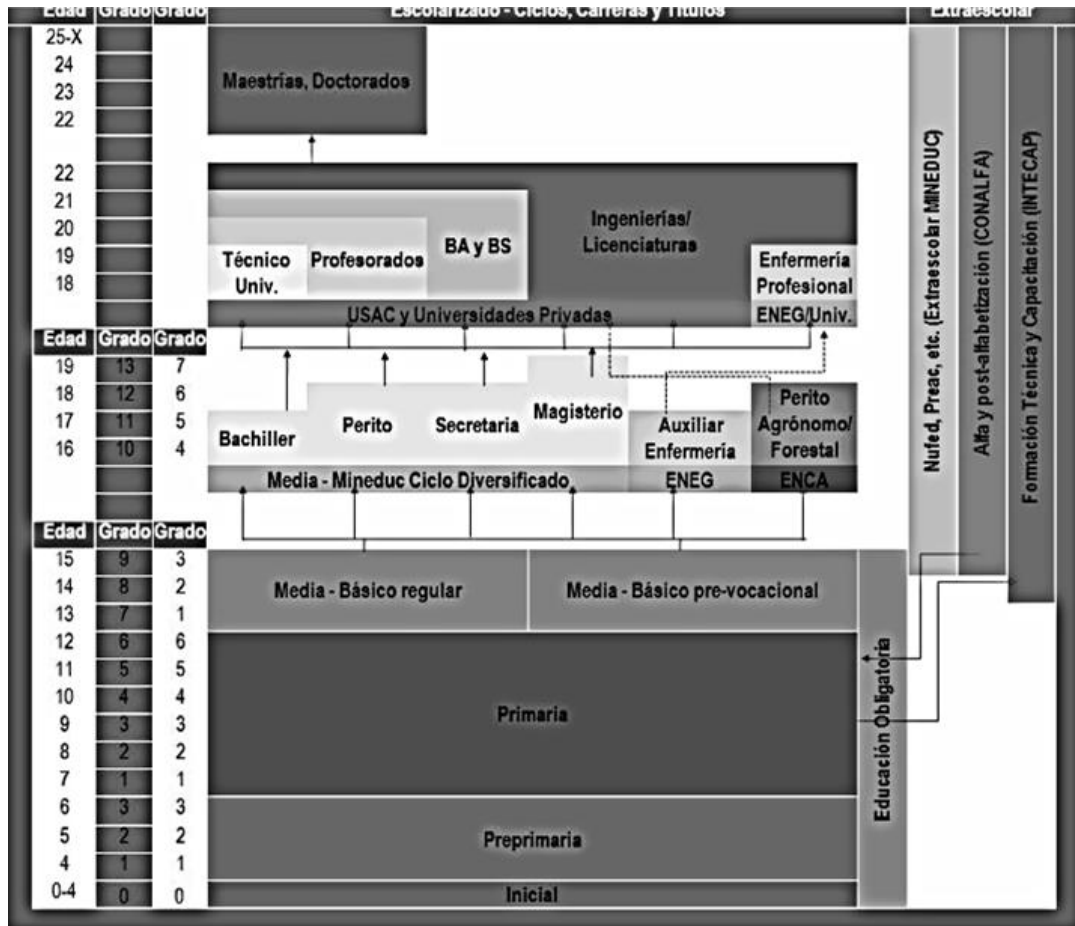 Edad Grado Grado Escolarizado - Ciclos, Carreras y Títulos Extraescolar
25-X
24
23
22
Maestrías, Doctorados
22
21
20
19
18
Ingenierías/
Licenciaturas
BA y BS
Profesorados
Técnico
Univ.
Enfermería
Profesional
USAC y Universidades Privadas
ENEG/Univ.
Edad Grado Grado
19 13 7
18 12 6
17 11 5
16 10 4
Bachiller
Perito
Secretaria
Magisterio
Auxiliar
Enfermería
Perito
Agrónomo/
Forestal
Media - Mineduc Ciclo Diversificado
ENEG
ENCA
Edad Grado Grado
15 9 3
14 8 2
13 7 1
12 6 6
11 5 5
10 4 4
9 3 3
8 2 2
7 1 1
6 3 3
5 2 2
4 1 1
0-4 0 0
Media - Básico regular
Media - Básico pre-vocacional
Primaria
Preprimaria
Inicial
Educación Obligatoria
Nufed, Preac, etc. (Extraescolar MINEDUC)
Alfa y post-alfabetización (CONALFA)
Formación Técnica y Capacitación (INTECAP)